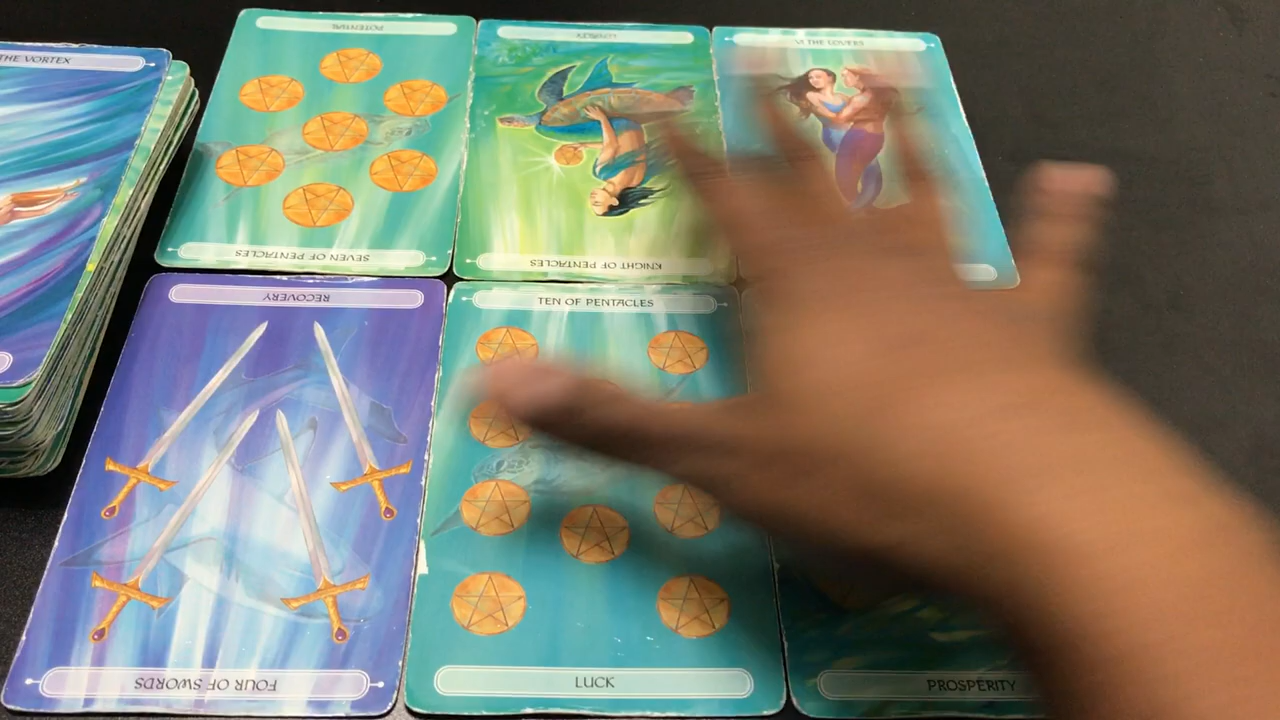 THE VORTEX
POTENTIAL
LOYALTY
VI THE LOVERS
SEVEN OF PENTACLES
KNIGHT OF PENTACLES
RECOVERY
TEN OF PENTACLES
FOUR OF SWORDS
LUCK
PROSPERITY